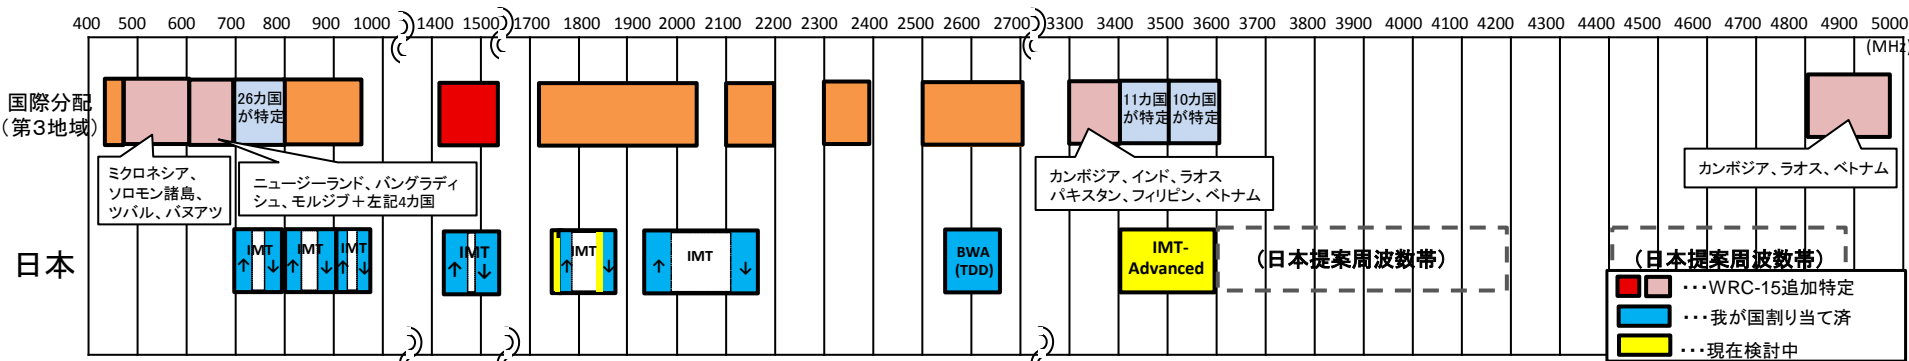 400 500 600 700 800 900 1000 1400 1500 1700 1800 1900 2000 2100 2200 2500 2600 2700 3300 3400 3500 3600 3700 3800 3900 4000 4100 4200 4300 4400 4500 4600 4700 4800 4900 5000
(MHz)
国際分配
（第3地域）
26カ国
が特定
11カ国
が特定
10カ国
が特定
ミクロネシア、
ソロモン諸島、
ツバル、バヌアツ
ニュージーランド、バングラディ
シュ、モルジブ＋左記4カ国
カンボジア、インド、ラオス
パキスタン、フィリピン、ベトナム
カンボジア、ラオス、ベトナム
日本
IMT
↑ ↓
IMT
↑ ↓
IMT
↑ ↓
IMT
↑ ↓
IMT
↑ ↓
IMT
↑ ↓
BWA
(TDD)
IMT-
Advanced
（日本提案周波数帯）
（日本提案周波数帯）
･･･WRC-15追加特定
･･･我が国割り当て済
･･･現在検討中